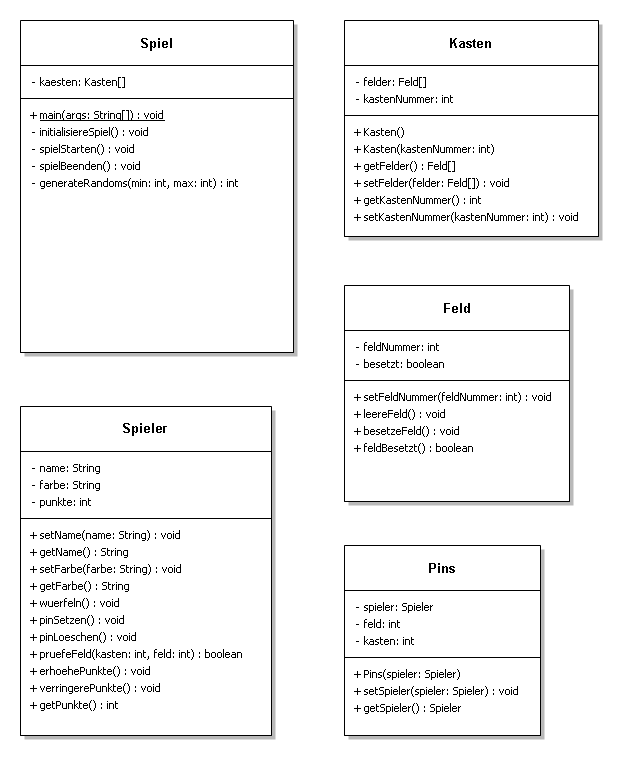 Spiel
- kaesten: Kasten[]
+ main(args: String[]) : void
- initialisiereSpiel() : void
- spielStarten() : void
- spielBeenden() : void
- generateRandoms(min: int, max: int) : int
Kasten
- felder: Feld[]
- kastenNummer: int
+ Kasten()
+ Kasten(kastenNummer: int)
+ getFelder() : Feld[]
+ setFelder(felder: Feld[]) : void
+ getKastenNummer() : int
+ setKastenNummer(kastenNummer: int) : void
Feld
- feldNummer: int
- besetzt: boolean
+ setFeldNummer(feldNummer: int) : void
+ leereFeld() : void
+ besetzeFeld() : void
+ feldBesetzt() : boolean
Spieler
- name: String
- farbe: String
- punkte: int
+ setName(name: String) : void
+ getName() : String
+ setFarbe(farbe: String) : void
+ getFarbe() : String
+ wuerfeln() : void
+ pinSetzen() : void
+ pinLoeschen() : void
+ pruefeFeld(kasten: int, feld: int) : boolean
+ erhoehePunkte() : void
+ verringerePunkte() : void
+ getPunkte() : int
Pins
- spieler: Spieler
- feld: int
- kasten: int
+ Pins(spieler: Spieler)
+ setSpieler(spieler: Spieler) : void
+ getSpieler() : Spieler